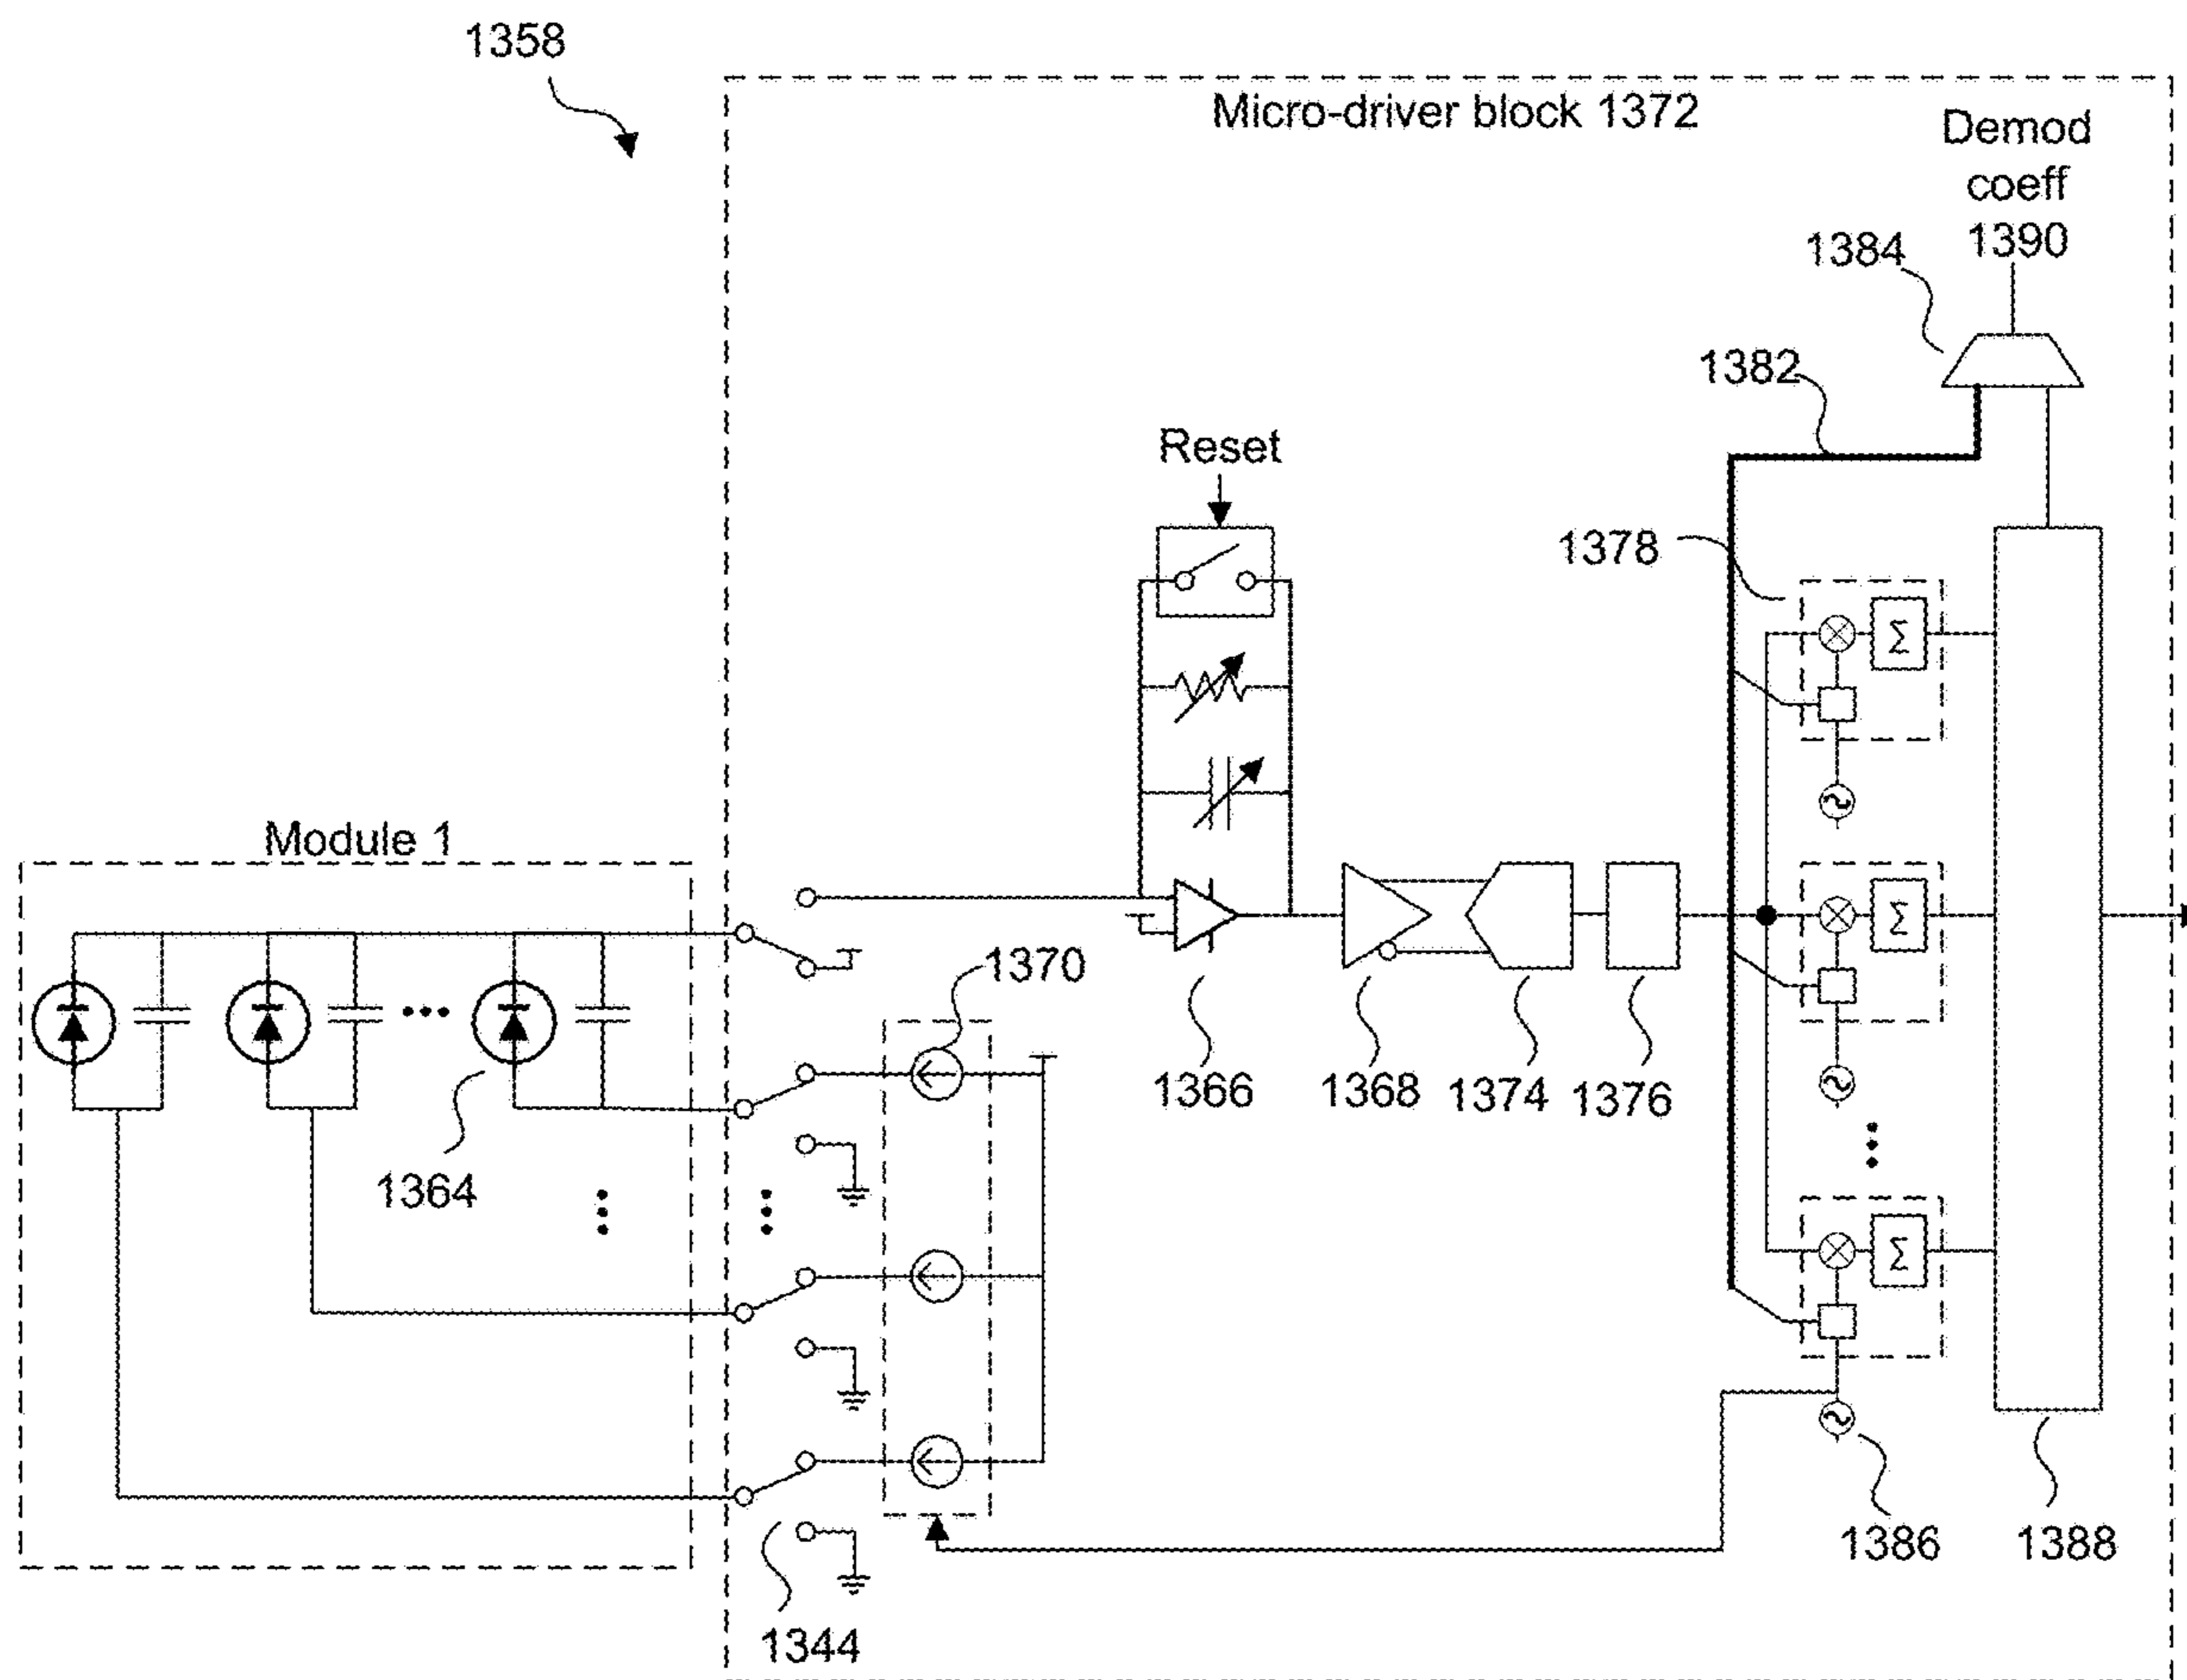 1358
Micro-driver block 1372
Demod
coeff
1390
1384
1382
Reset
1378
Σ
Module 1
Σ
1370
1366
1368
1374
1376
1364
Σ
1386
1388
1344